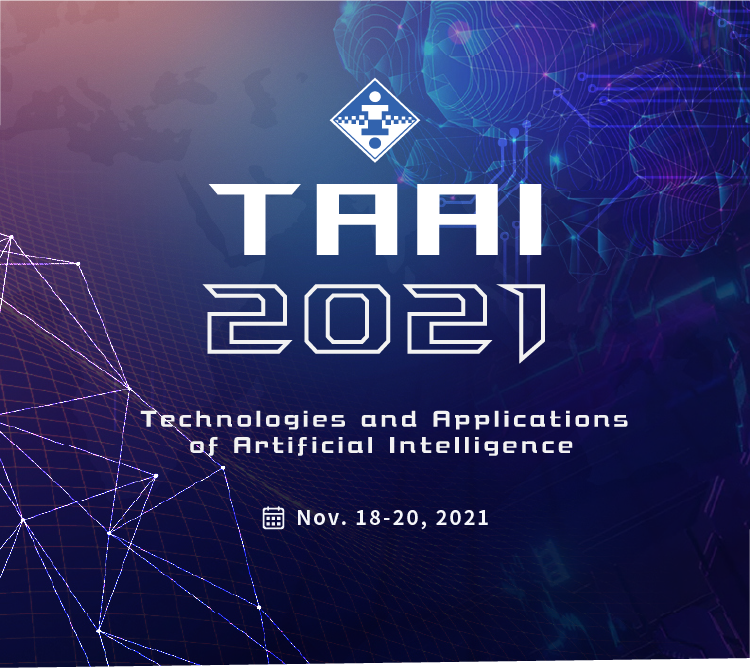 TAAI
2021
Technologies and Applications
of Artificial Intelligence
Nov. 18-20, 2021